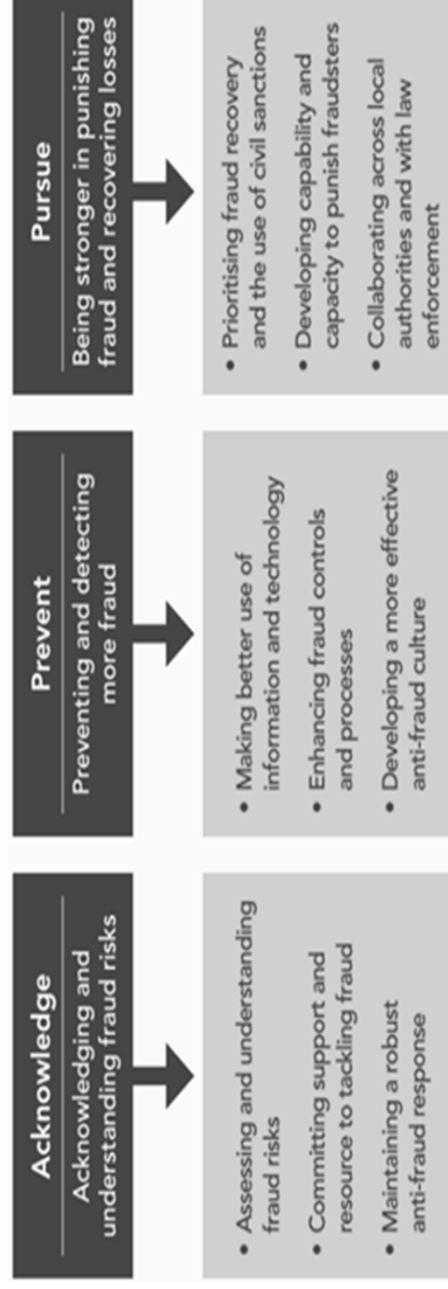 Acknowledge
Acknowledging and
understanding fraud risks
• Assessing and understanding
fraud risks
• Committing support and
resource to tackling fraud
• Maintaining a robust
anti-fraud response
Prevent
Preventing and detecting
more fraud
• Making better use of
information and technology
• Enhancing fraud controls
and processes
• Developing a more effective
anti-fraud culture
Pursue
Being stronger in punishing
fraud and recovering losses
• Prioritising fraud recovery
and the use of civil sanctions
• Developing capability and
capacity to punish fraudsters
• Collaborating across local
authorities and with law
enforcement